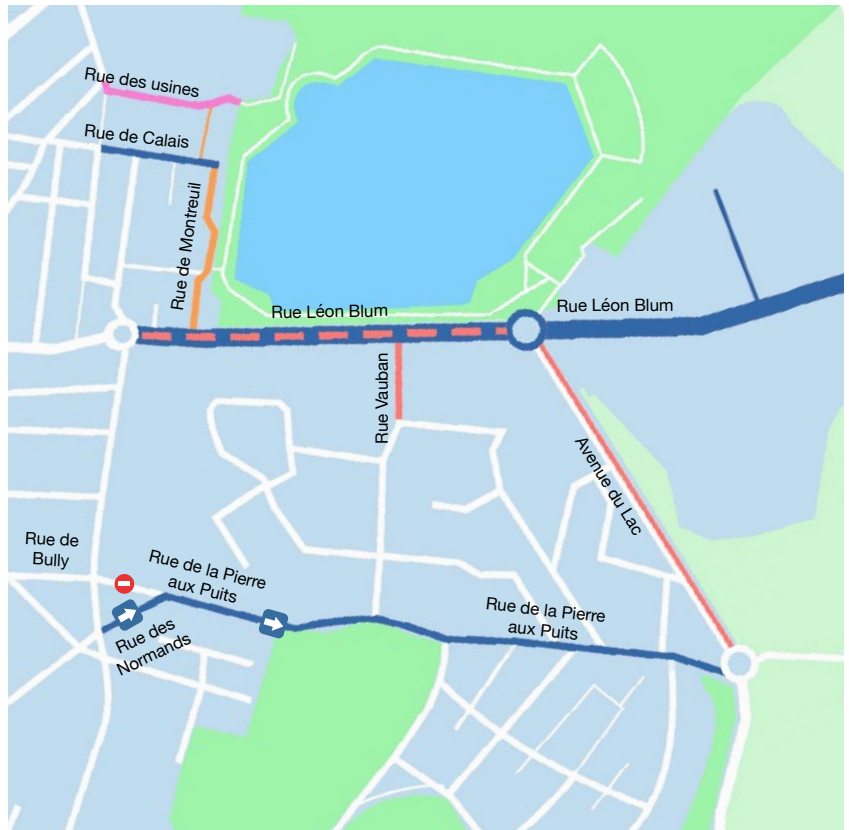 Rue des usines
Rue de Calais
Rue de Montreuil
Rue Léon Blum
Rue Léon Blum
Rue Vauban
Avenue du Lac
Rue de
Bully
Rue de la Pierre
aux Puits
Rue des
Normands
Rue de la Pierre
aux Puits